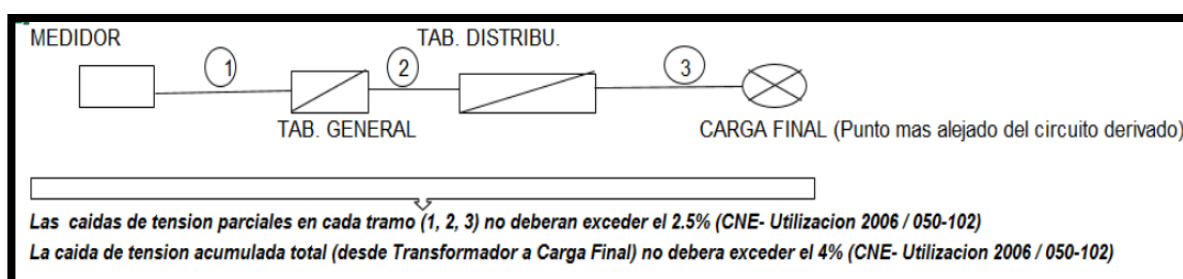 MEDIDOR
TAB. DISTRIBU.
1
2
3
TAB. GENERAL
CARGA FINAL (Punto mas alejado del circuito derivado)
Las caidas de tension parciales en cada tramo (1, 2, 3) no deberan exceder el 2.5% (CNE- Utilizacion 2006 / 050-102)
La caida de tension acumulada total (desde Transformador a Carga Final) no debera exceder el 4% (CNE- Utilizacion 2006 / 050-102)